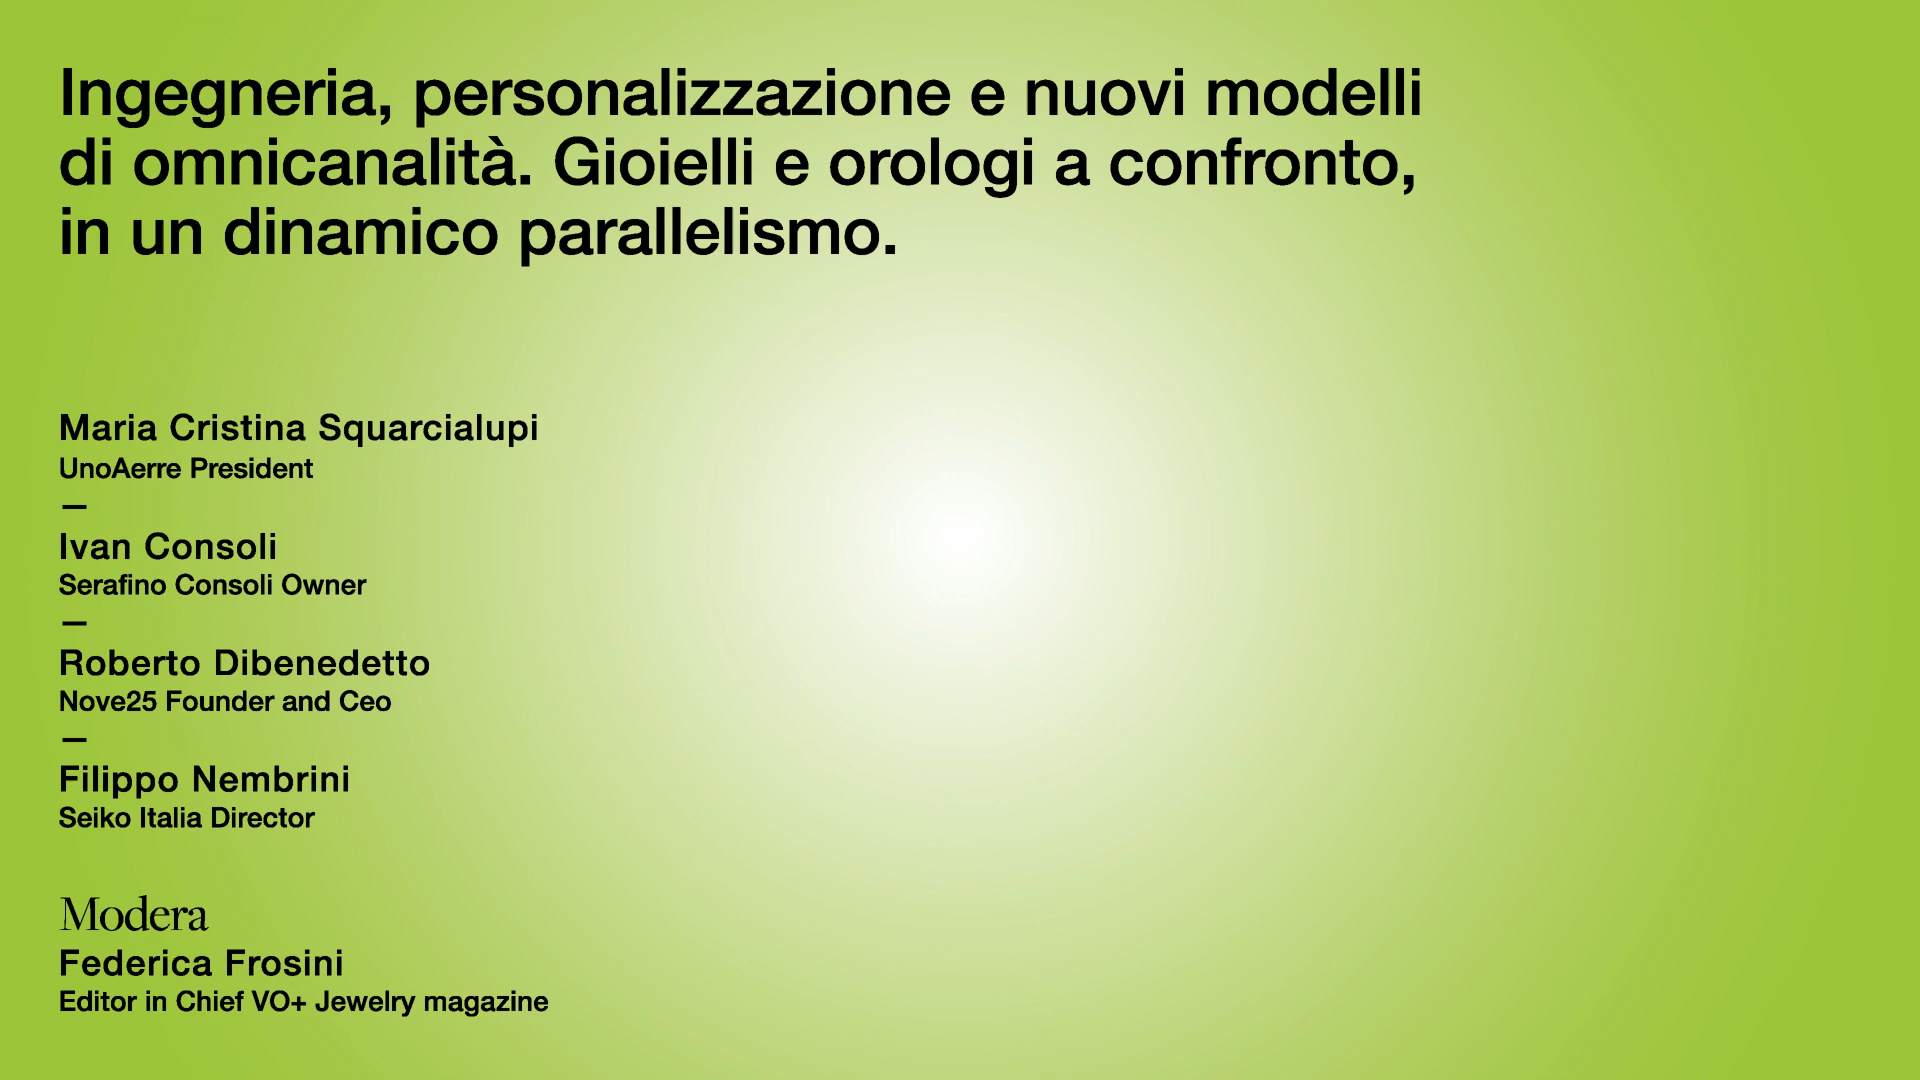 Ingegneria, personalizzazione e nuovi modelli
di omnicanalità. Gioielli e orologi a confronto,
in un dinamico parallelismo.
Maria Cristina Squarcialupi
UnoAerre President
—
Ivan Consoli
Serafino Consoli Owner
—
Roberto Dibenedetto
Nove25 Founder and Ceo
—
Filippo Nembrini
Seiko Italia Director
Modera
Federica Frosini
Editor in Chief VO+ Jewelry magazine